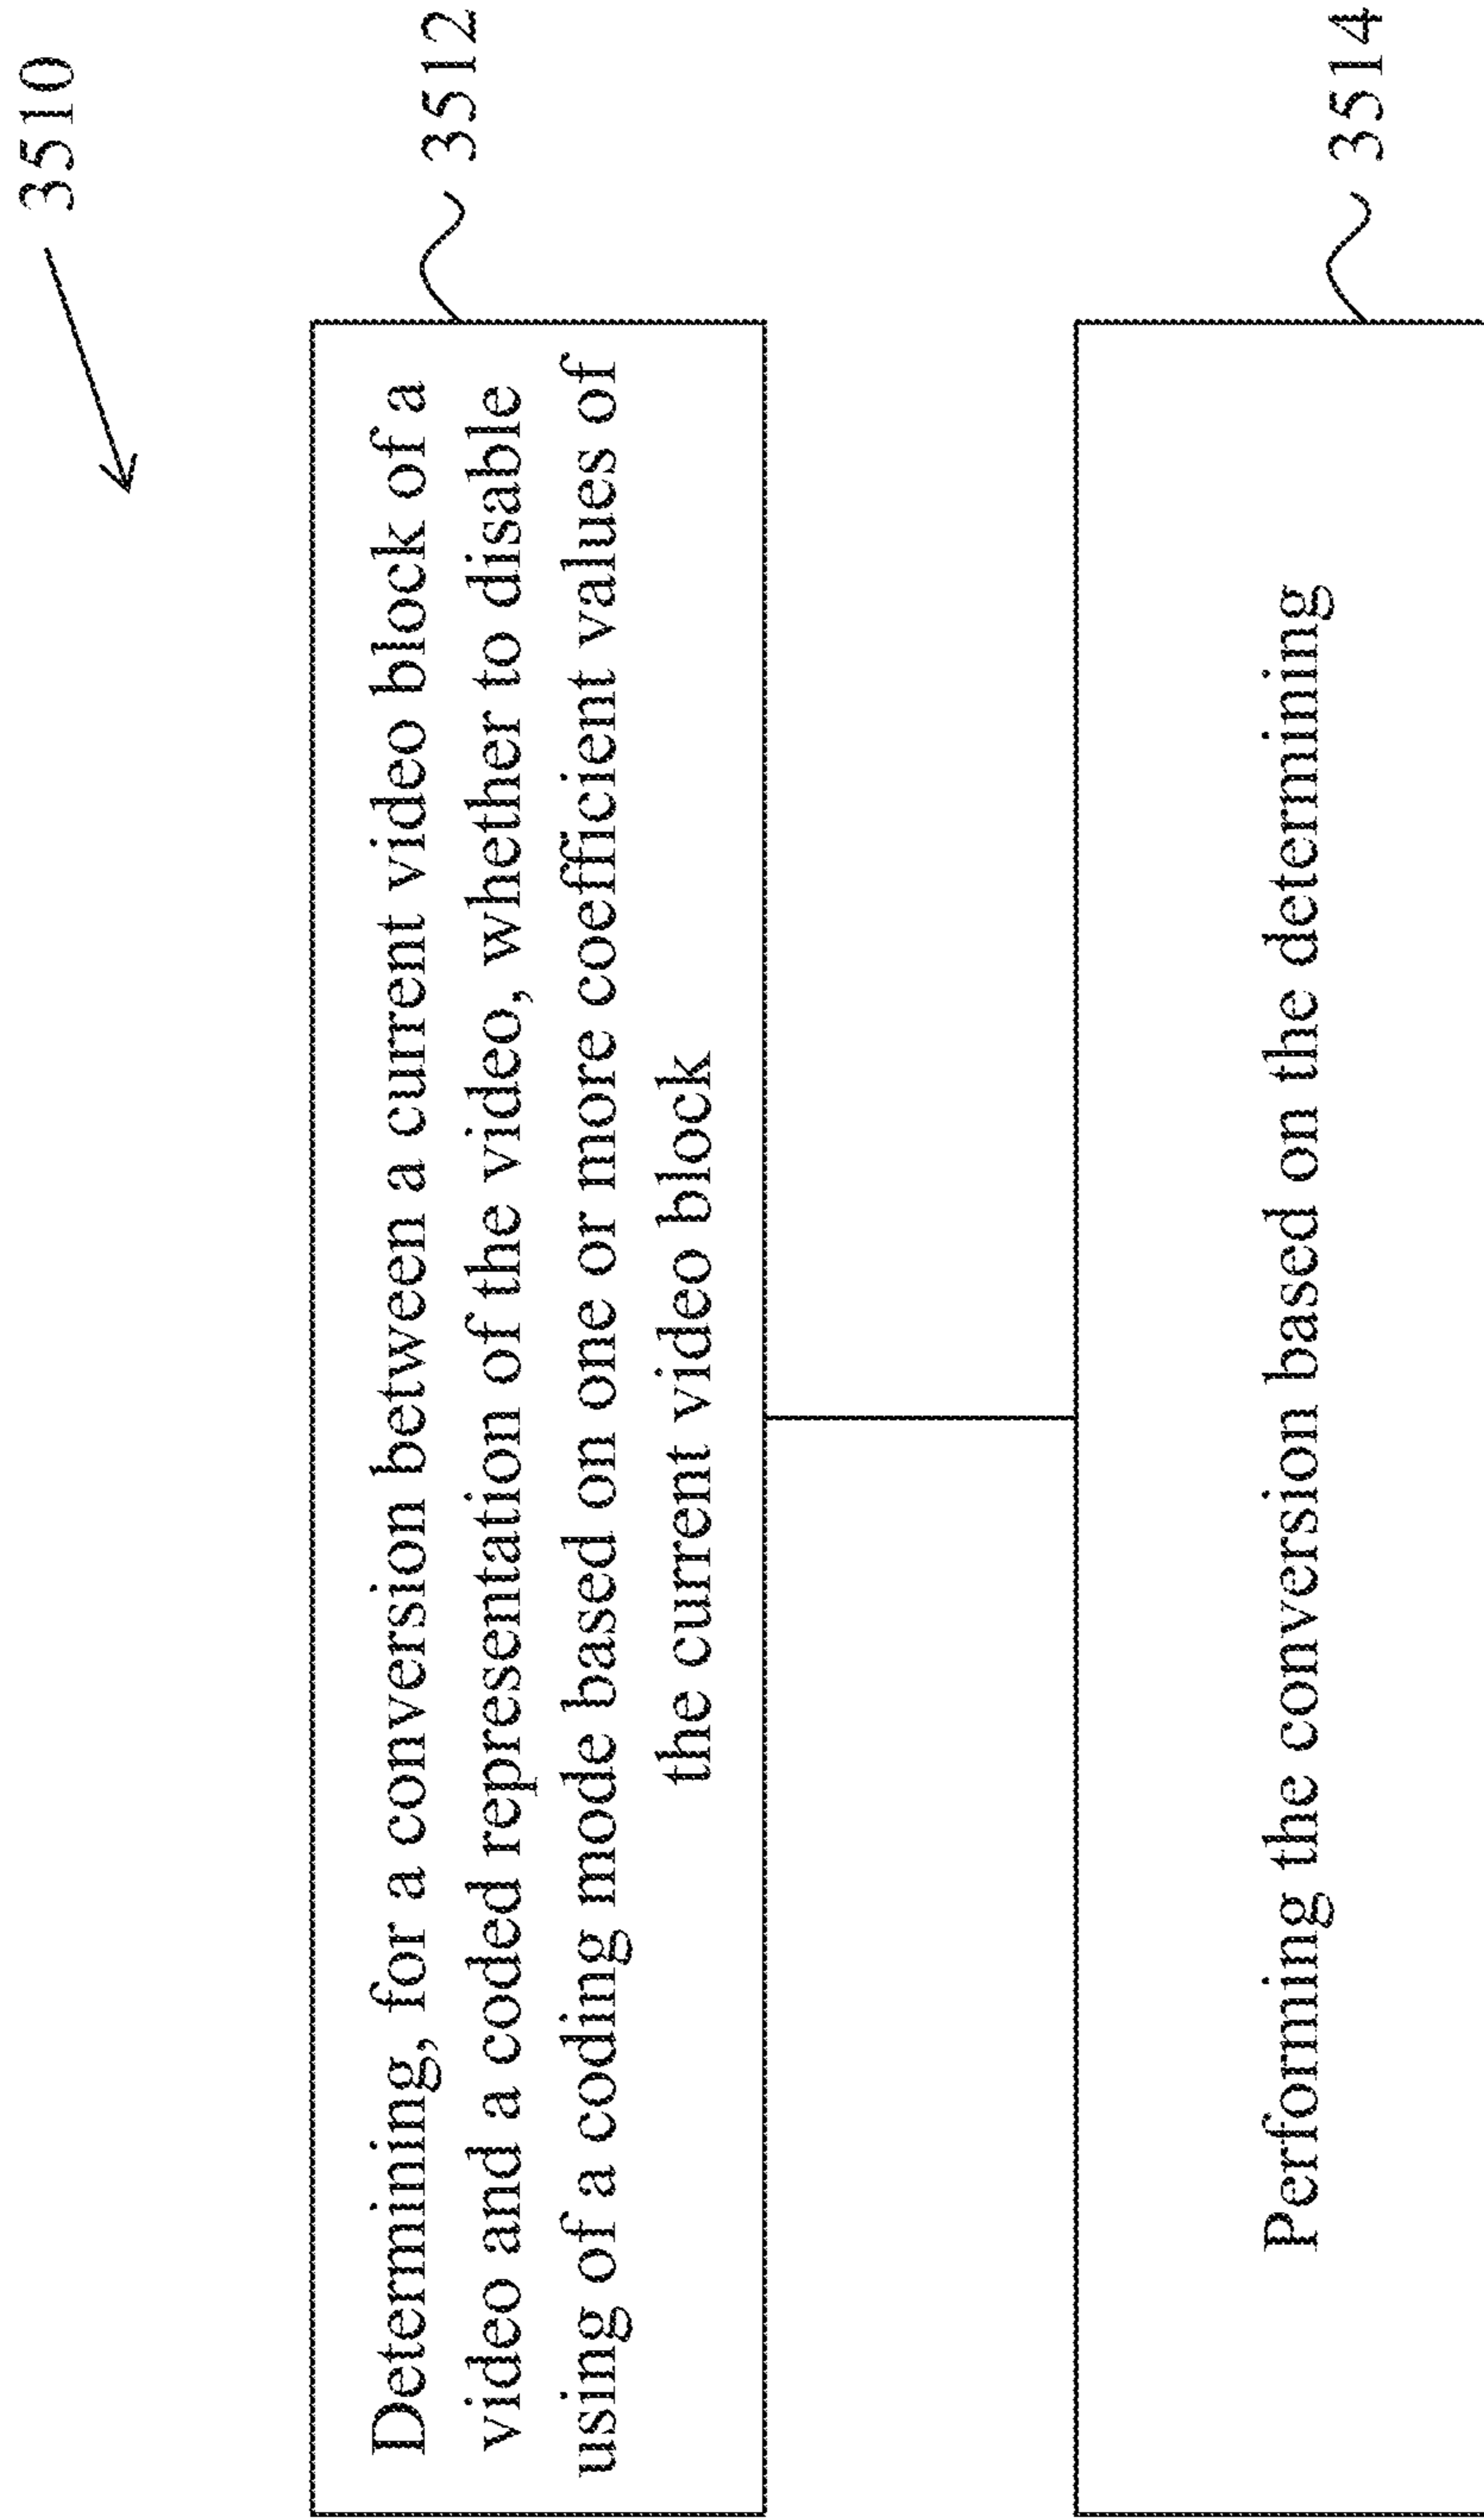 3510
Determining, for a conversion between a current video block of a
video and a coded representation of the video, whether to disable
using of a coding mode based on one or more coefficient values of
the current video block
3512
Performing the conversion based on the determining
3514